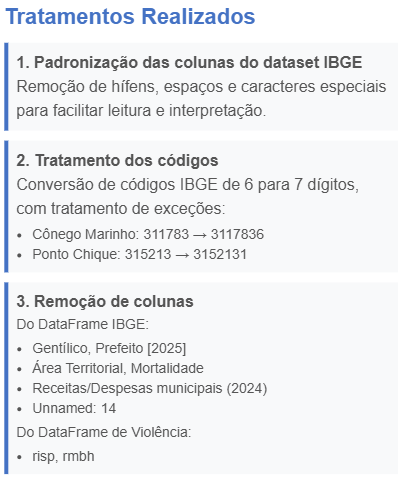 Tratamentos Realizados
1. Padronização das colunas do dataset IBGE
Remoção de hífens, espaços e caracteres especiais
para facilitar leitura e interpretação.
2. Tratamento dos códigos
Conversão de códigos IBGE de 6 para 7 dígitos,
com tratamento de exceções:
• Cônego Marinho: 311783 → 3117836
• Ponto Chique: 315213 → 3152131
3. Remoção de colunas
Do DataFrame IBGE:
• Gentílico, Prefeito [2025]
• Área Territorial, Mortalidade
• Receitas/Despesas municipais (2024)
• Unnamed: 14
Do DataFrame de Violência:
• risp, rmbh